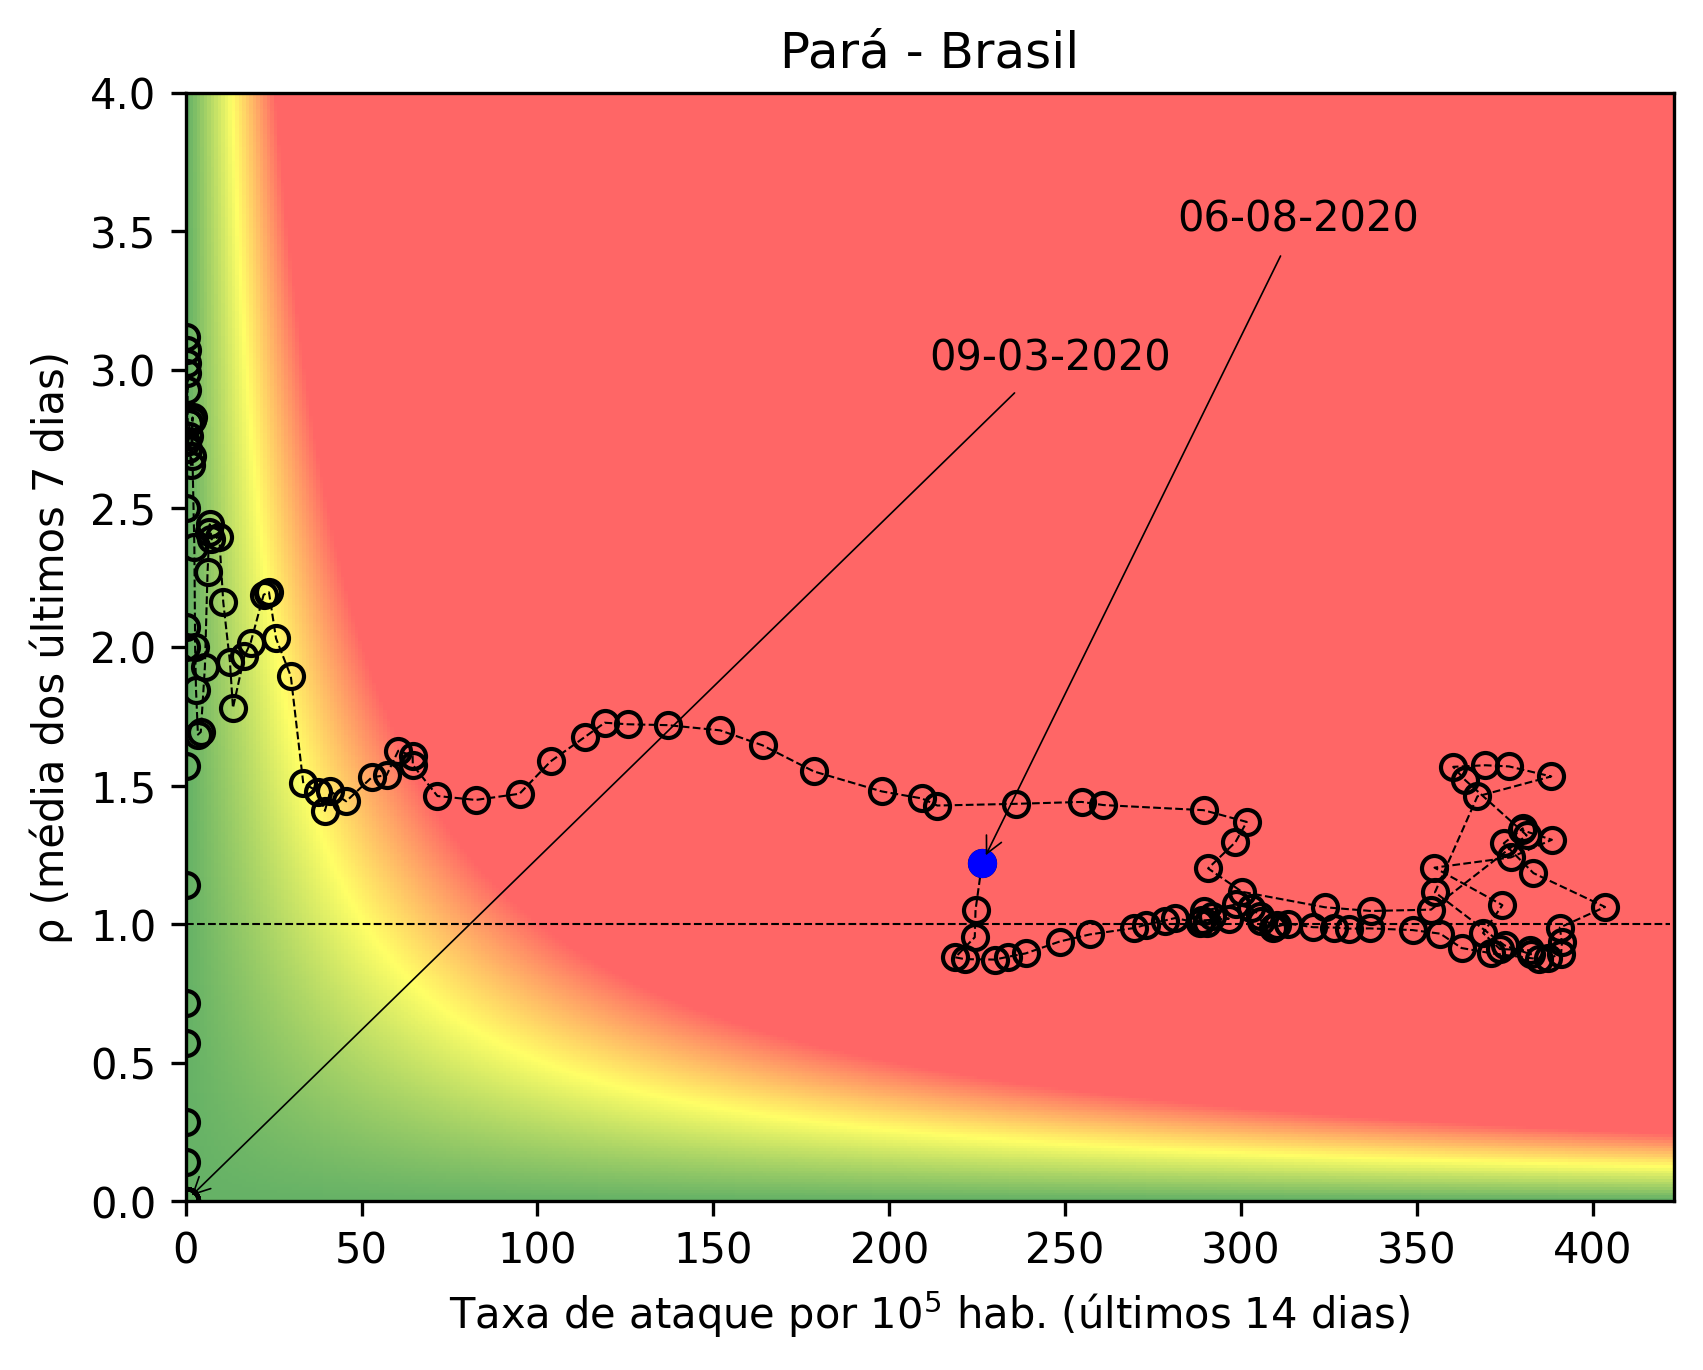 Pará - Brasil
4.0
3.5
3.0
2.5
2.0
1.5
1.0
0.5
0.0
ρ (média dos últimos 7 dias)
06-08-2020
09-03-2020
0 50 100 150 200 250 300 350 400
Taxa de ataque por 10⁵ hab. (últimos 14 dias)